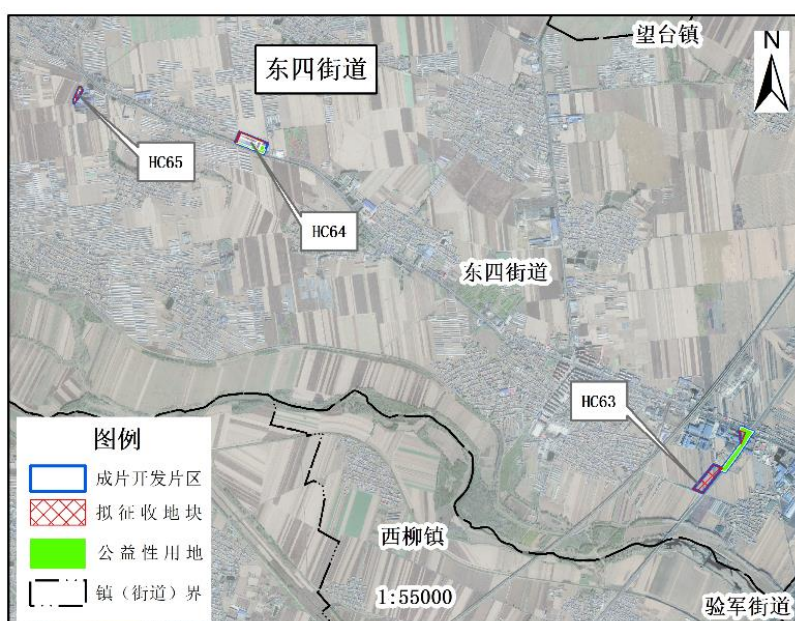 望台镇
东四街道
N
HC65
HC64
东四街道
HC63
图例
成片开发片区
拟征收地块
公益性用地
镇（街道）界
西柳镇
1:55000
验军街道